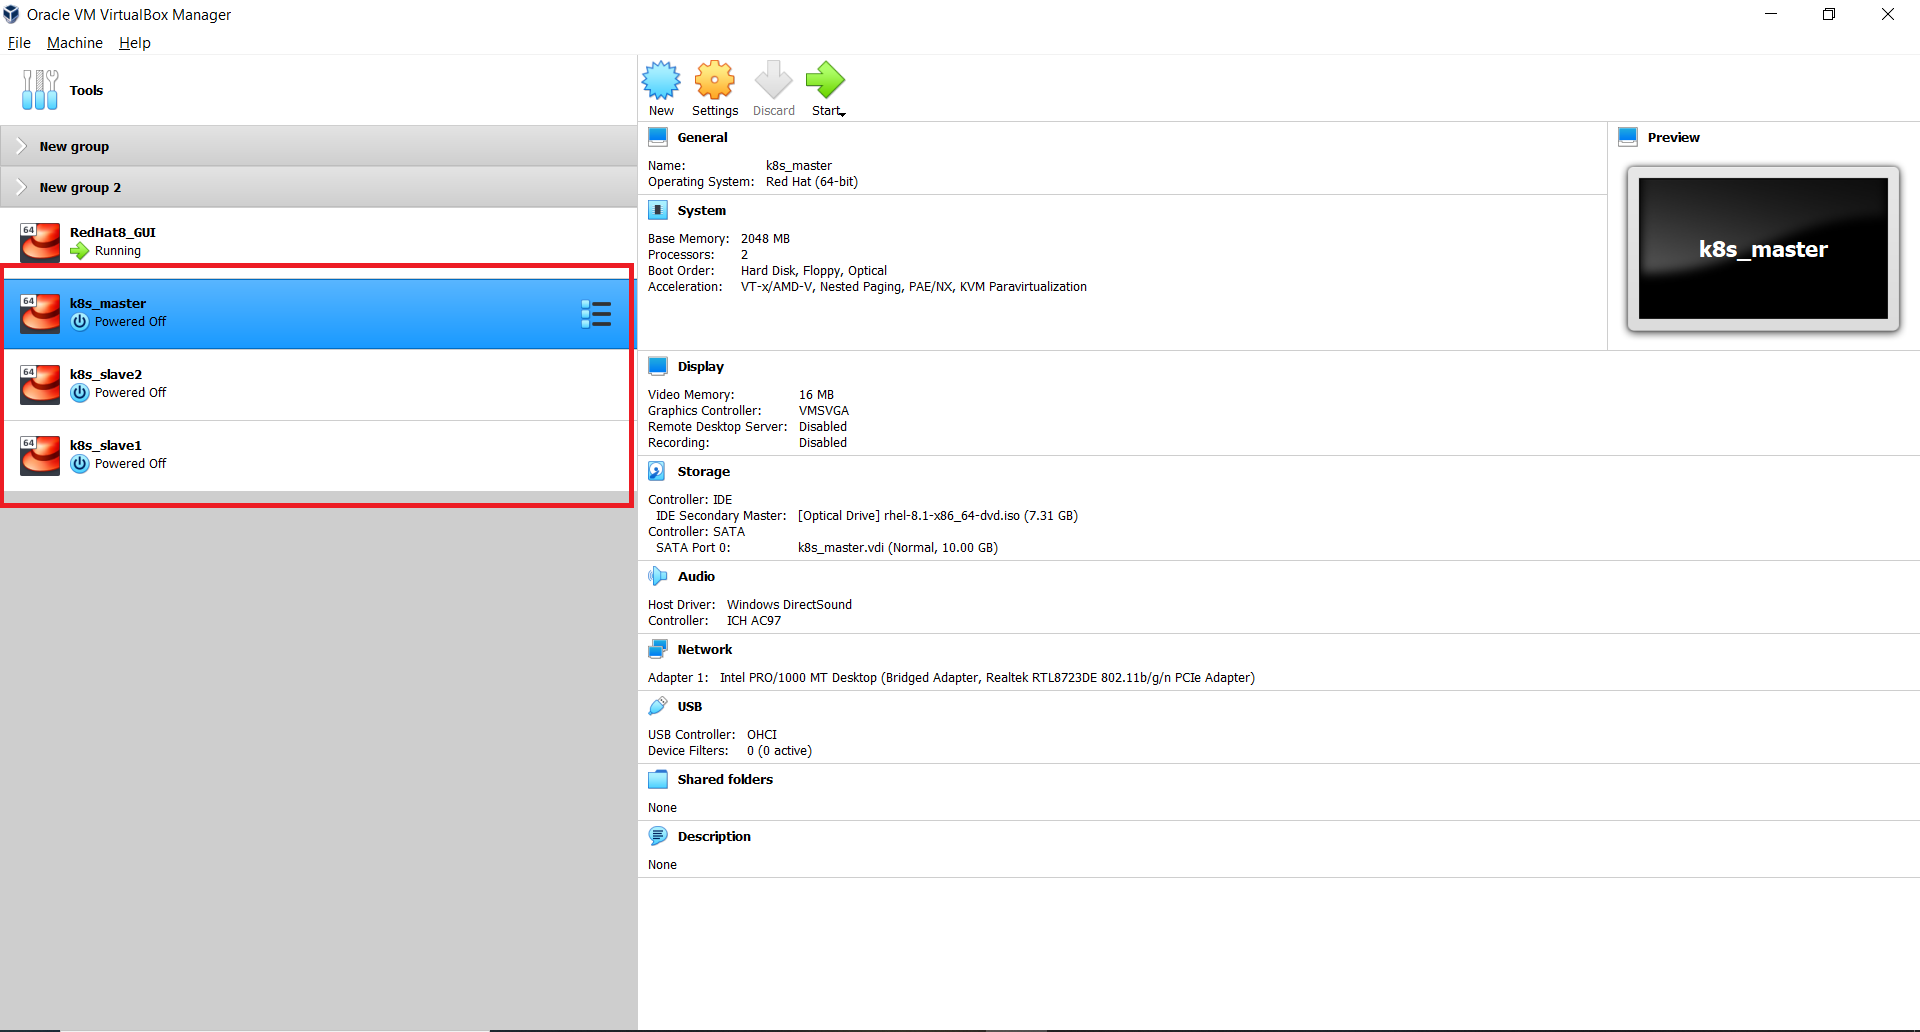 Oracle VM VirtualBox Manager
File Machine Help
Tools
New group
New group 2
64
RedHat8_GUI
Running
64
k8s_master
Powered Off
64
k8s_slave2
Powered Off
64
k8s_slave1
Powered Off
New Settings Discard Start
General
Name: k8s_master
Operating System: Red Hat (64-bit)
System
Base Memory: 2048 MB
Processors: 2
Boot Order: Hard Disk, Floppy, Optical
Acceleration: VT-x/AMD-V, Nested Paging, PAE/NX, KVM Paravirtualization
Preview
k8s_master
Display
Video Memory: 16 MB
Graphics Controller: VMSVGA
Remote Desktop Server: Disabled
Recording: Disabled
Storage
Controller: IDE
IDE Secondary Master: [Optical Drive] rhel-8.1-x86_64-dvd.iso (7.31 GB)
Controller: SATA
SATA Port 0: k8s_master.vdi (Normal, 10.00 GB)
Audio
Host Driver: Windows DirectSound
Controller: ICH AC97
Network
Adapter 1: Intel PRO/1000 MT Desktop (Bridged Adapter, Realtek RTL8723DE 802.11b/g/n PCIe Adapter)
USB
USB Controller: OHCI
Device Filters: 0 (0 active)
Shared folders
None
Description
None